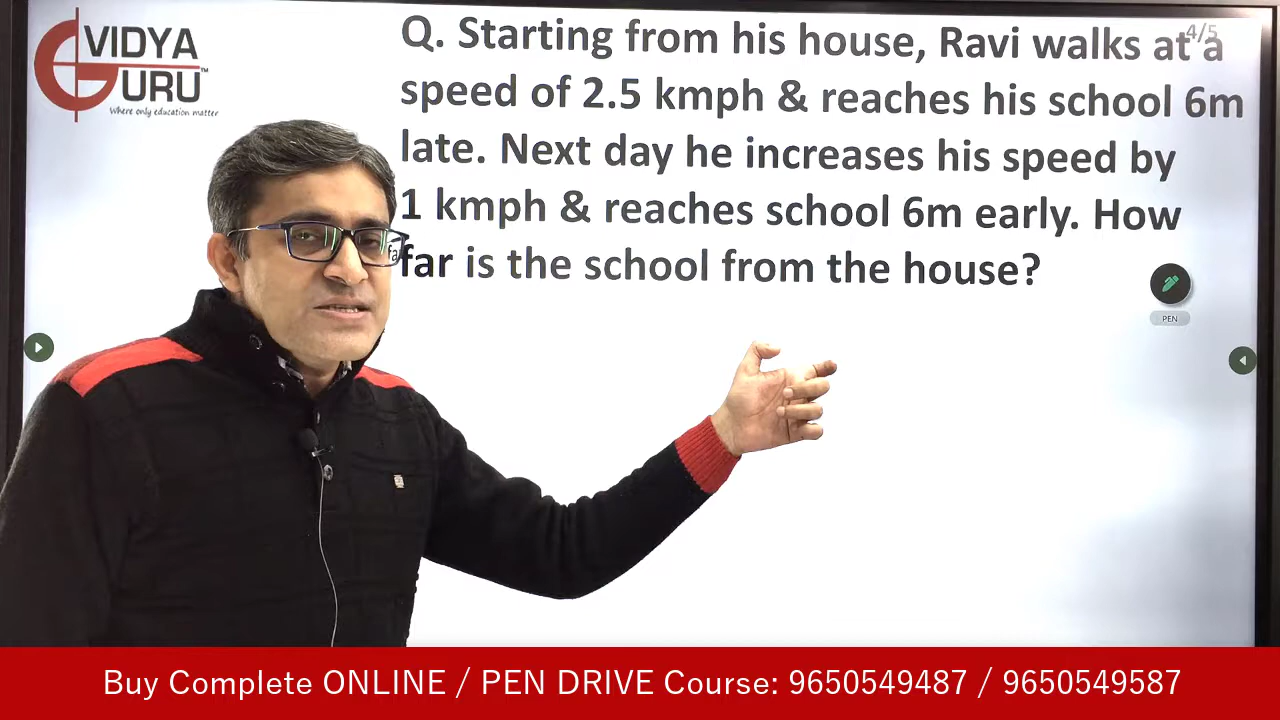 VIDYA
GURU™
Where only education matter
4/5
Q. Starting from his house, Ravi walks at a
speed of 2.5 kmph & reaches his school 6m
late. Next day he increases his speed by
1 kmph & reaches school 6m early. How
far is the school from the house?
fa
PEN
Buy Complete ONLINE / PEN DRIVE Course: 9650549487 / 9650549587